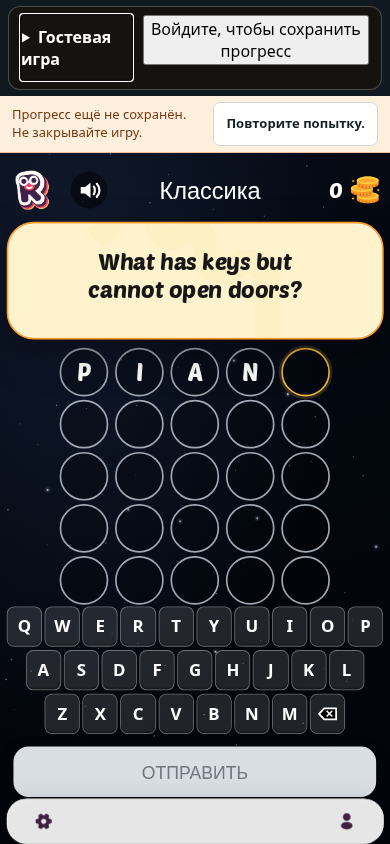 Гостевая
игра
Войдите, чтобы сохранить
прогресс
Прогресс ещё не сохранён.
Не закрывайте игру.
Повторите попытку.
R
Классика
0
What has keys but
cannot open doors?
P I A N
Q W E R T Y U I O P
A S D F G H J K L
Z X C V B N M
ОТПРАВИТЬ